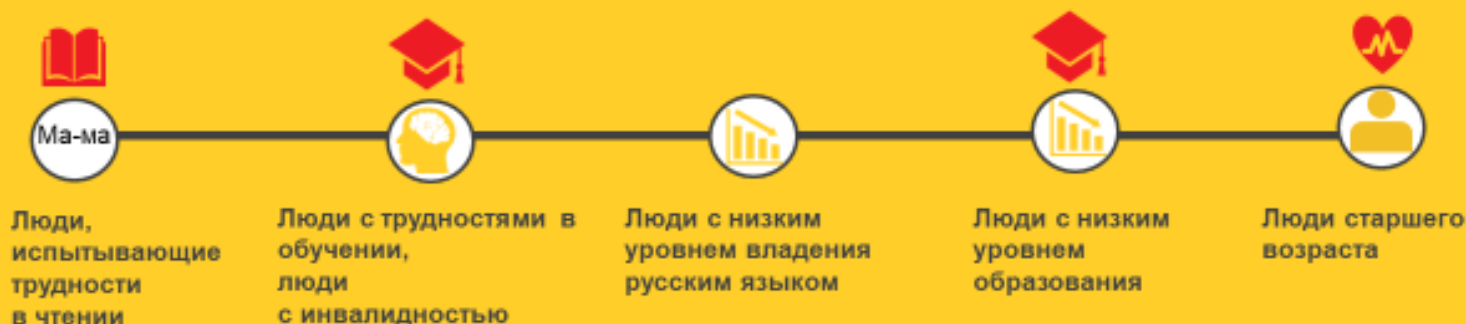 Ма-ма
Люди,
испытывающие
трудности
в чтении
Люди с трудностями в
обучении,
люди
с инвалидностью
Люди с низким
уровнем владения
русским языком
Люди с низким
уровнем
образования
Люди старшего
возраста